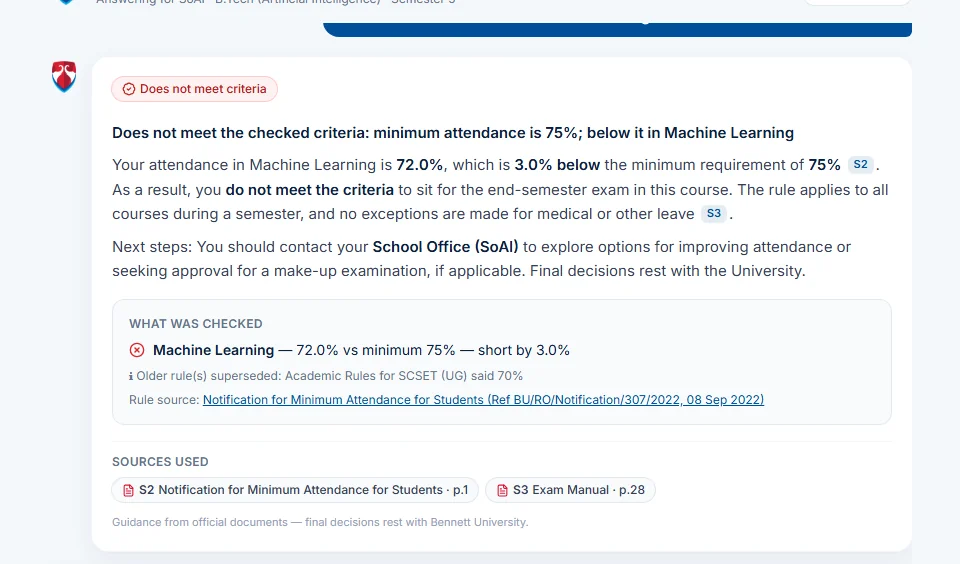 Answering for SoAI · B.Tech (Artificial Intelligence) · Semester 5
Does not meet criteria
Does not meet the checked criteria: minimum attendance is 75%; below it in Machine Learning
Your attendance in Machine Learning is 72.0%, which is 3.0% below the minimum requirement of 75% S2 .
As a result, you do not meet the criteria to sit for the end-semester exam in this course. The rule applies to all
courses during a semester, and no exceptions are made for medical or other leave S3 .
Next steps: You should contact your School Office (SoAI) to explore options for improving attendance or
seeking approval for a make-up examination, if applicable. Final decisions rest with the University.
WHAT WAS CHECKED
Machine Learning — 72.0% vs minimum 75% — short by 3.0%
ℹ Older rule(s) superseded: Academic Rules for SCSET (UG) said 70%
Rule source: Notification for Minimum Attendance for Students (Ref BU/RO/Notification/307/2022, 08 Sep 2022)
SOURCES USED
S2 Notification for Minimum Attendance for Students · p.1 S3 Exam Manual · p.28
Guidance from official documents — final decisions rest with Bennett University.